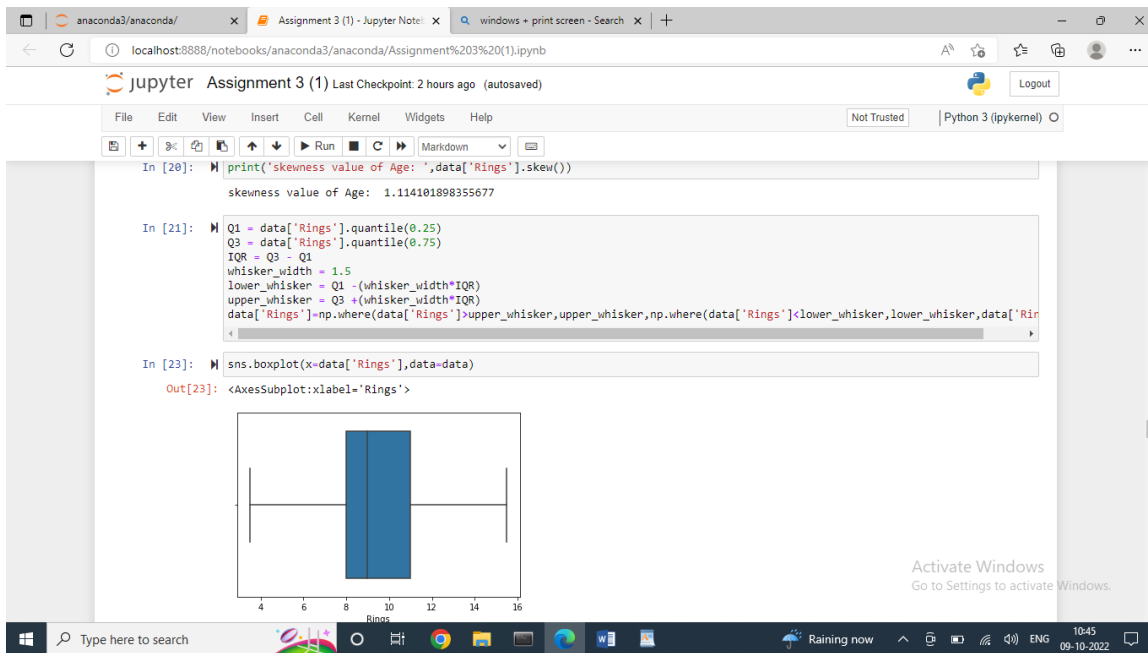 anaconda3/anaconda/
Assignment 3 (1) - Jupyter Notel
windows + print screen - Search
localhost:8888/notebooks/anaconda3/anaconda/Assignment%203%20(1).ipynb
jupyter Assignment 3 (1) Last Checkpoint: 2 hours ago (autosaved)
Logout
File Edit View Insert Cell Kernel Widgets Help
Not Trusted
Python 3 (ipykernel)
Run
Markdown
In [20]: print('skewness value of Age: ',data['Rings'].skew())
skewness value of Age:  1.114101898355677
In [21]: Q1 = data['Rings'].quantile(0.25)
Q3 = data['Rings'].quantile(0.75)
IQR = Q3 - Q1
whisker_width = 1.5
lower_whisker = Q1 -(whisker_width*IQR)
upper_whisker = Q3 +(whisker_width*IQR)
data['Rings']=np.where(data['Rings']>upper_whisker,upper_whisker,np.where(data['Rings']<lower_whisker,lower_whisker,data['Rin
In [23]: sns.boxplot(x=data['Rings'],data=data)
Out[23]: <AxesSubplot:xlabel='Rings'>
4 6 8 10 12 14 16
Rings
Activate Windows
Go to Settings to activate Windows.
Type here to search
Raining now
ENG
10:45
09-10-2022